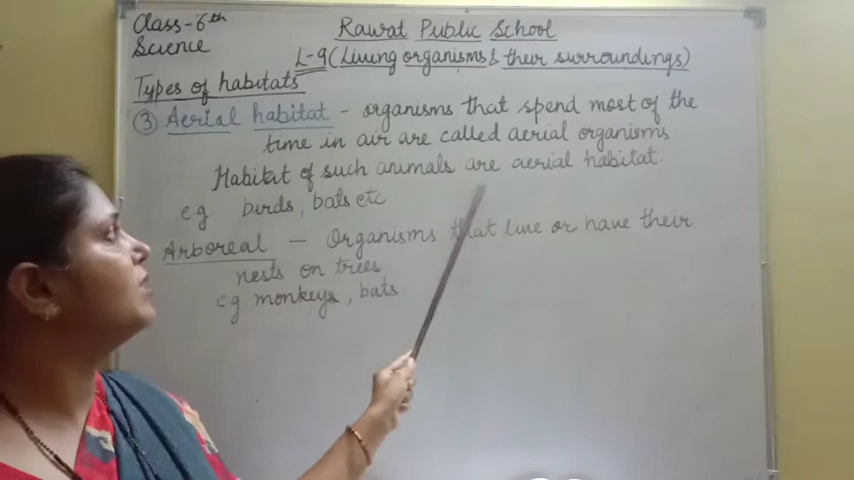 Class-6th
Science
Rawat Public School
L-9 (Living organisms & their surroundings)
Types of habitats
③ Aerial habitat - organisms that spend most of the
time in air are called aerial organisms
Habitat of such animals are aerial habitat.
e.g. birds, bats etc
Arboreal - Organisms that live or have their
nests on trees
e.g monkeys, bats.